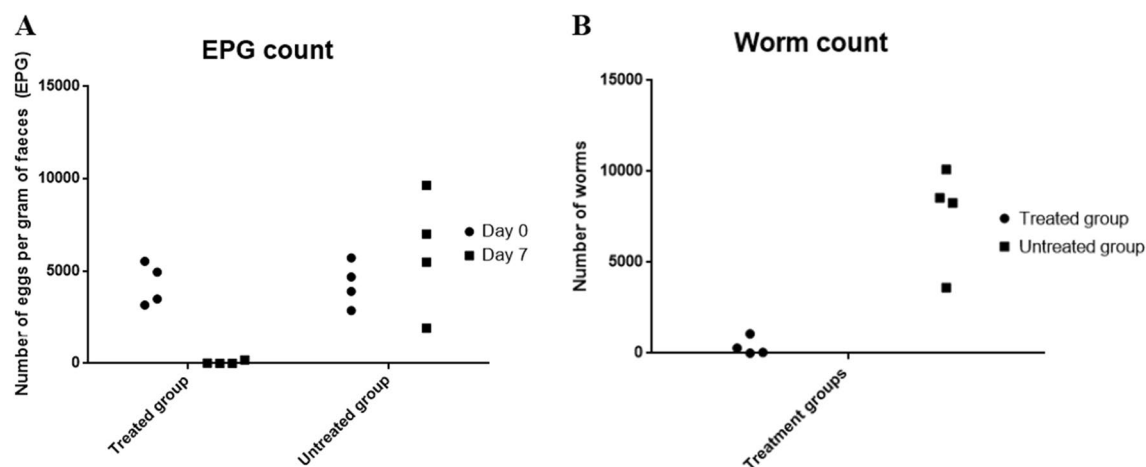 A
EPG count
Number of eggs per gram of faeces (EPG)
15000
10000
5000
0
Treated group
Untreated group
Day 0
Day 7
B
Worm count
Number of worms
15000
10000
5000
0
Treatment groups
Treated group
Untreated group